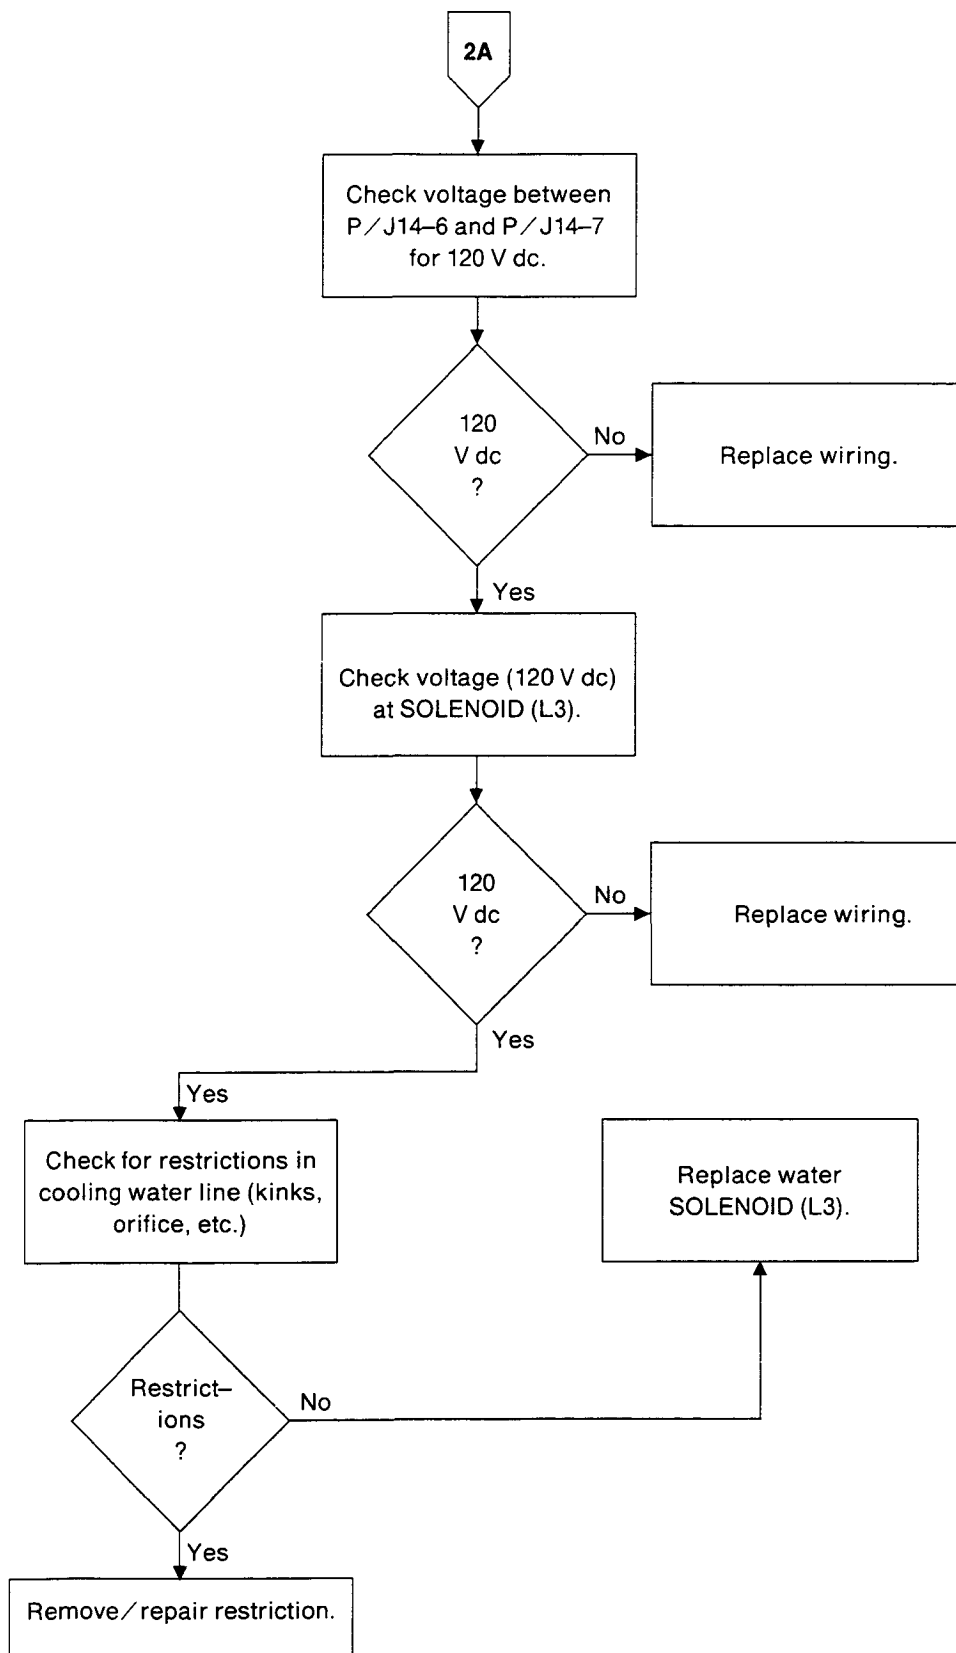 2A
Check voltage between
P/J14–6 and P/J14–7
for 120 V dc.
120
V dc
?
No
Replace wiring.
Yes
Check voltage (120 V dc)
at SOLENOID (L3).
120
V dc
?
No
Replace wiring.
Yes
Yes
Check for restrictions in
cooling water line (kinks,
orifice, etc.)
Replace water
SOLENOID (L3).
Restrict–
ions
?
No
Yes
Remove/repair restriction.